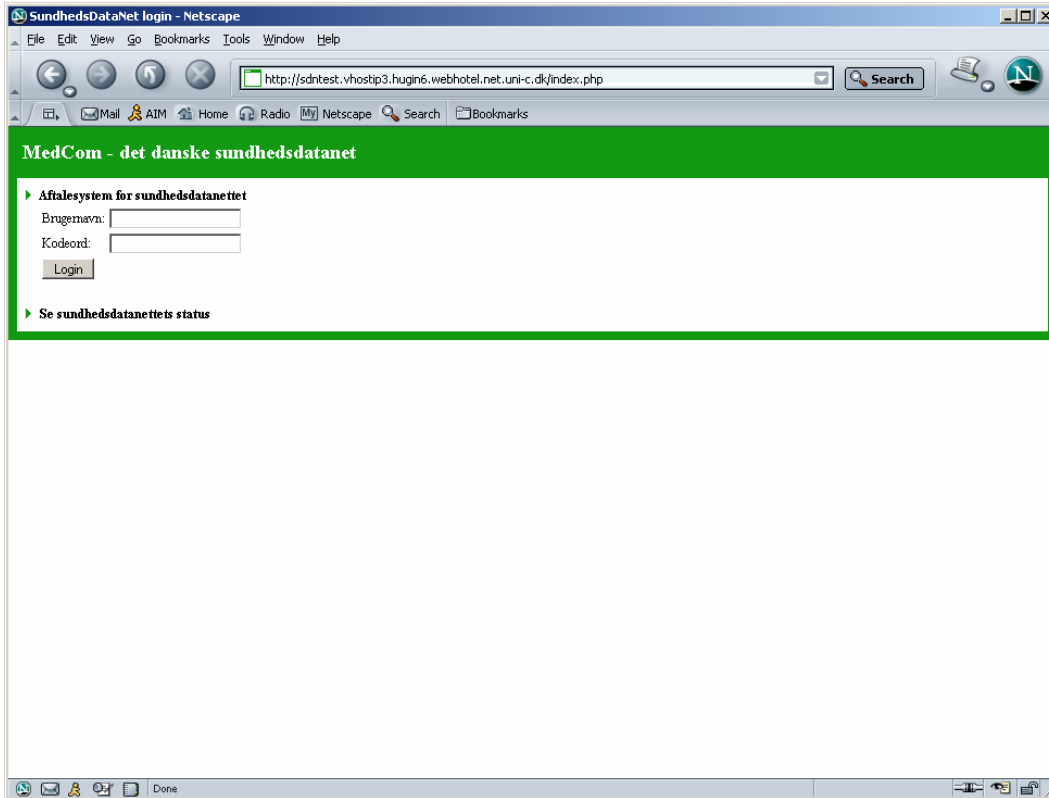 SundhedsDataNet login - Netscape
File Edit View Go Bookmarks Tools Window Help
http://sdntest.vhostip3.hugin6.webhotel.net.uni-c.dk/index.php Search N
Mail AIM Home Radio My Netscape Search Bookmarks
MedCom - det danske sundhedsdatanet
Aftalesystem for sundhedsdatanettet
Brugernavn:
Kodeord:
Login
Se sundhedsdatanettets status
Done